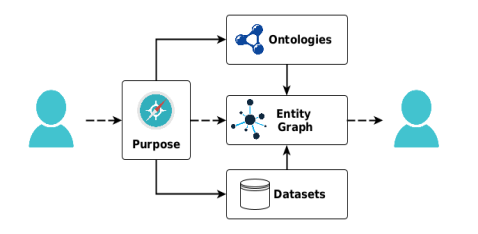 Ontologies
Purpose
Entity
Graph
Datasets